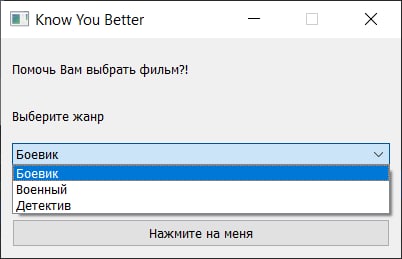 Know You Better
Помочь Вам выбрать фильм?!
Выберите жанр
Боевик
Боевик
Военный
Детектив
Нажмите на меня